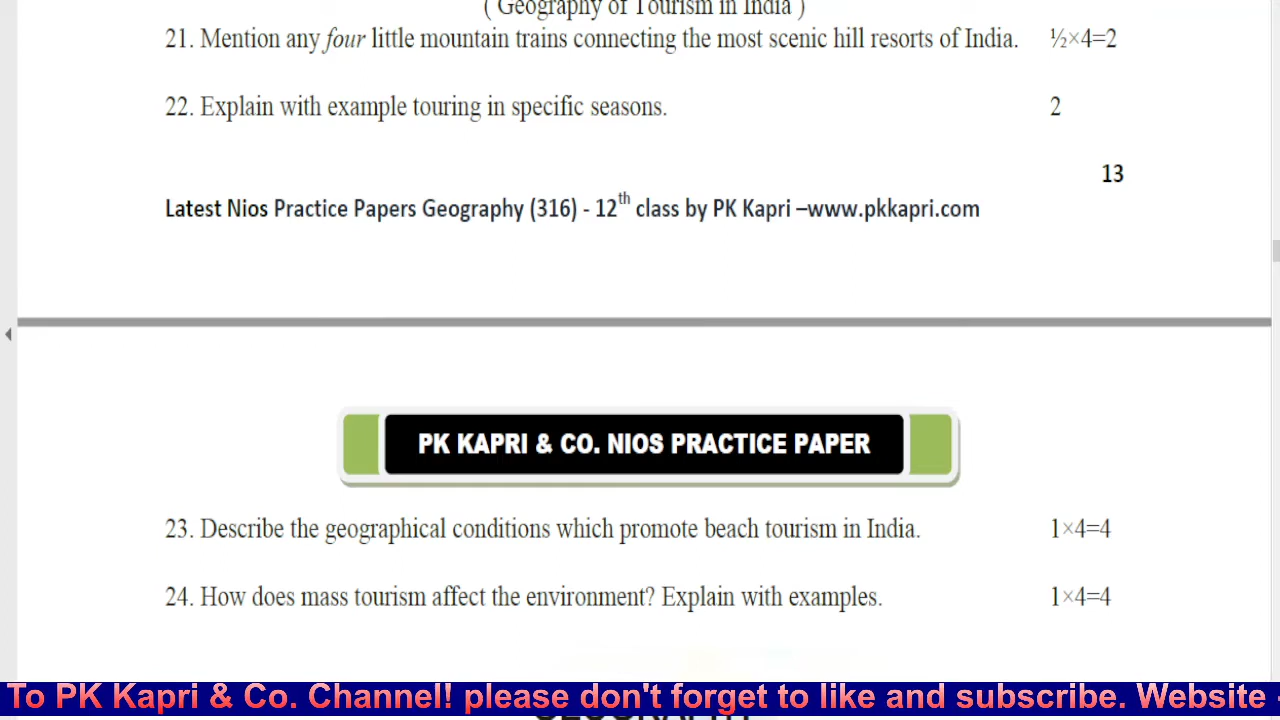 ( Geography of Tourism in India )
21. Mention any four little mountain trains connecting the most scenic hill resorts of India. ½×4=2
22. Explain with example touring in specific seasons. 2
13
Latest Nios Practice Papers Geography (316) - 12th class by PK Kapri –www.pkkapri.com
PK KAPRI & CO. NIOS PRACTICE PAPER
23. Describe the geographical conditions which promote beach tourism in India. 1×4=4
24. How does mass tourism affect the environment? Explain with examples. 1×4=4
To PK Kapri & Co. Channel! please don't forget to like and subscribe. Website